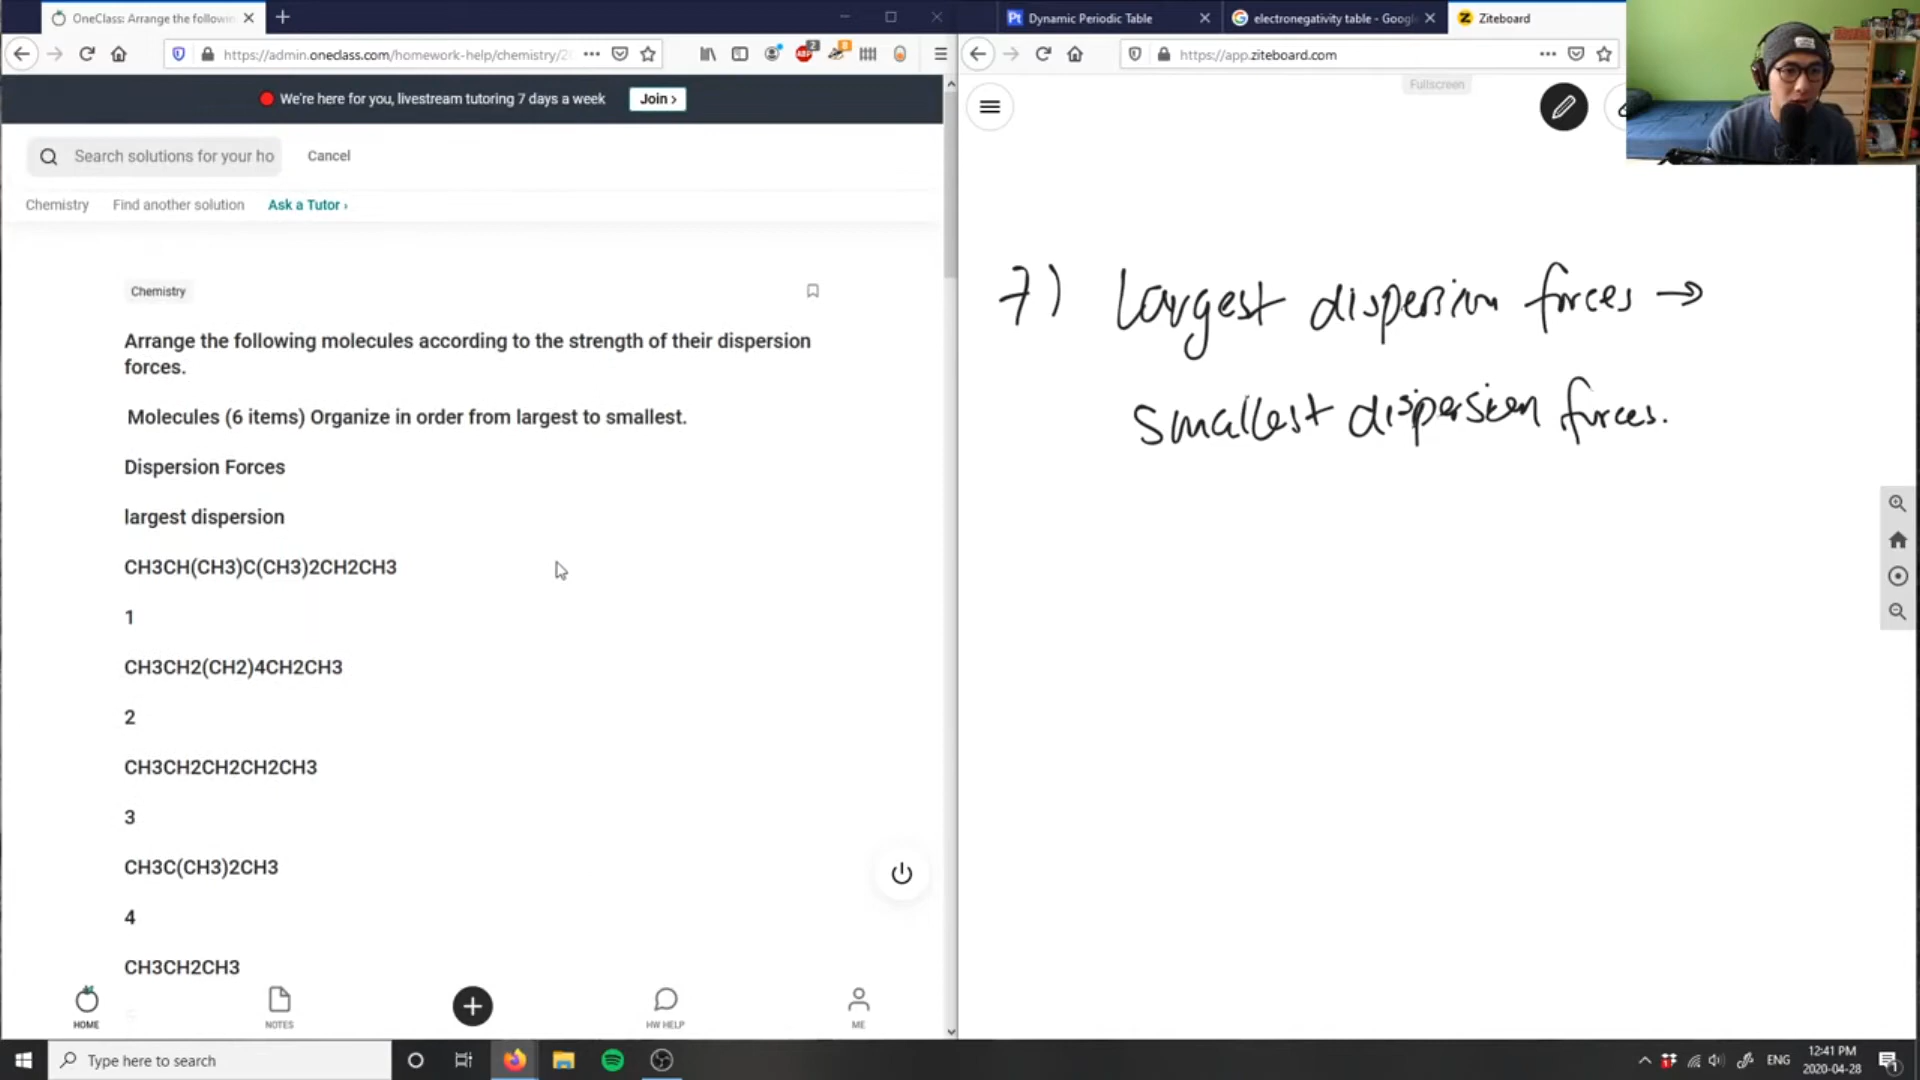 OneClass: Arrange the followin
Dynamic Periodic Table
electronegativity table - Googl
Ziteboard
https://admin.oneclass.com/homework-help/chemistry/2
https://app.ziteboard.com
We're here for you, livestream tutoring 7 days a week
Join ›
Search solutions for your ho
Cancel
Chemistry
Find another solution
Ask a Tutor ›
Chemistry
Arrange the following molecules according to the strength of their dispersion
forces.
Molecules (6 items) Organize in order from largest to smallest.
Dispersion Forces
largest dispersion
CH3CH(CH3)C(CH3)2CH2CH3
1
CH3CH2(CH2)4CH2CH3
2
CH3CH2CH2CH2CH3
3
CH3C(CH3)2CH3
4
CH3CH2CH3
HOME
NOTES
HW HELP
ME
Fullscreen
7) Largest dispersion forces →
smallest dispersion forces.
Type here to search
ENG
12:41 PM
2020-04-28